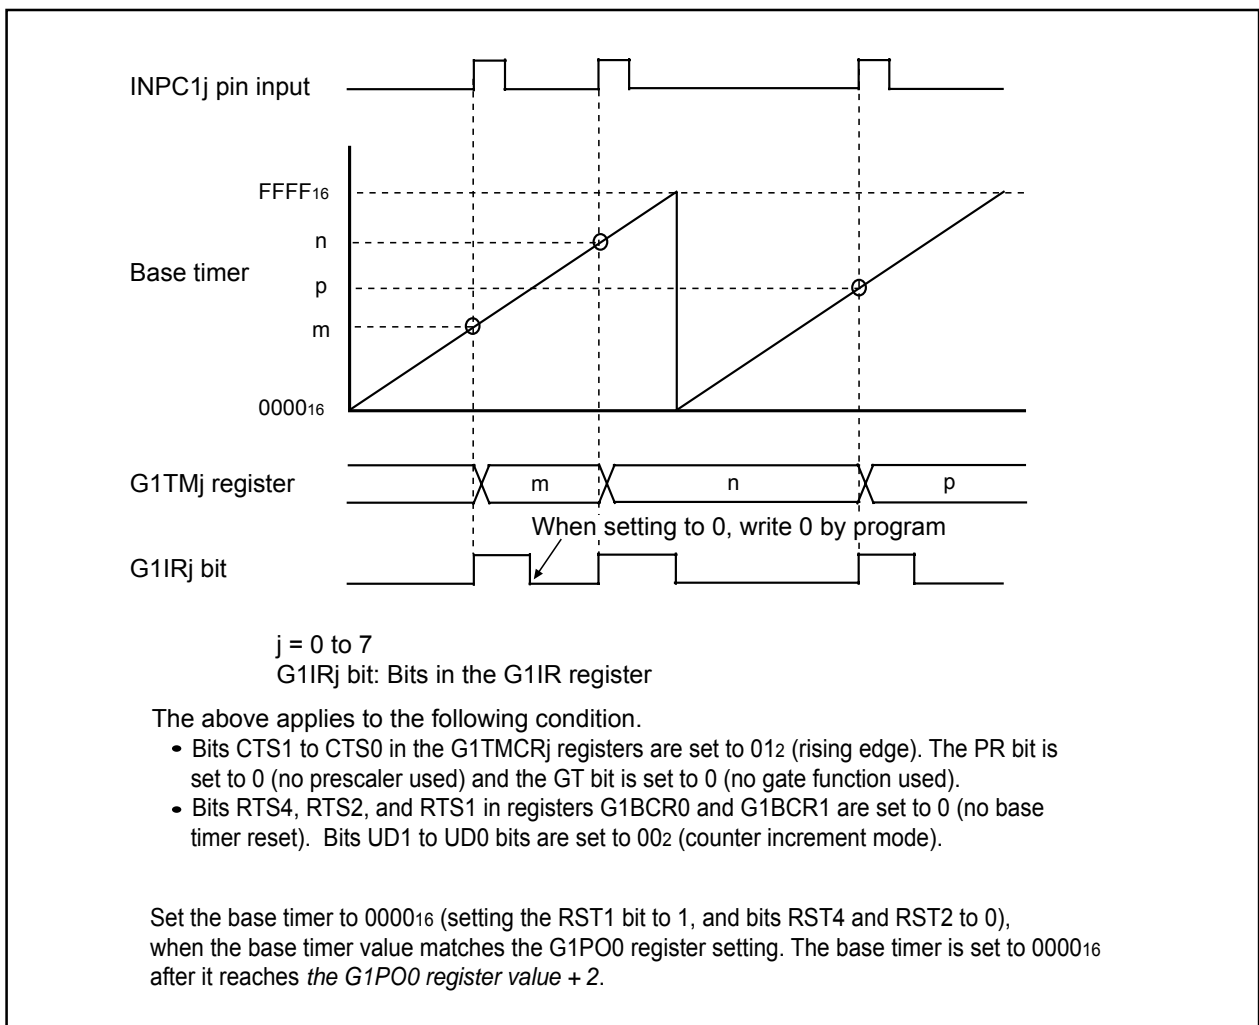 INPC1j pin input
FFFF16
n
Base timer
p
m
000016
G1TMj register
m
n
p
When setting to 0, write 0 by program
G1IRj bit
j = 0 to 7
G1IRj bit: Bits in the G1IR register
The above applies to the following condition.
• Bits CTS1 to CTS0 in the G1TMCRj registers are set to 012 (rising edge). The PR bit is
set to 0 (no prescaler used) and the GT bit is set to 0 (no gate function used).
• Bits RTS4, RTS2, and RTS1 in registers G1BCR0 and G1BCR1 are set to 0 (no base
timer reset). Bits UD1 to UD0 bits are set to 002 (counter increment mode).
Set the base timer to 000016 (setting the RST1 bit to 1, and bits RST4 and RST2 to 0),
when the base timer value matches the G1PO0 register setting. The base timer is set to 000016
after it reaches the G1PO0 register value + 2.